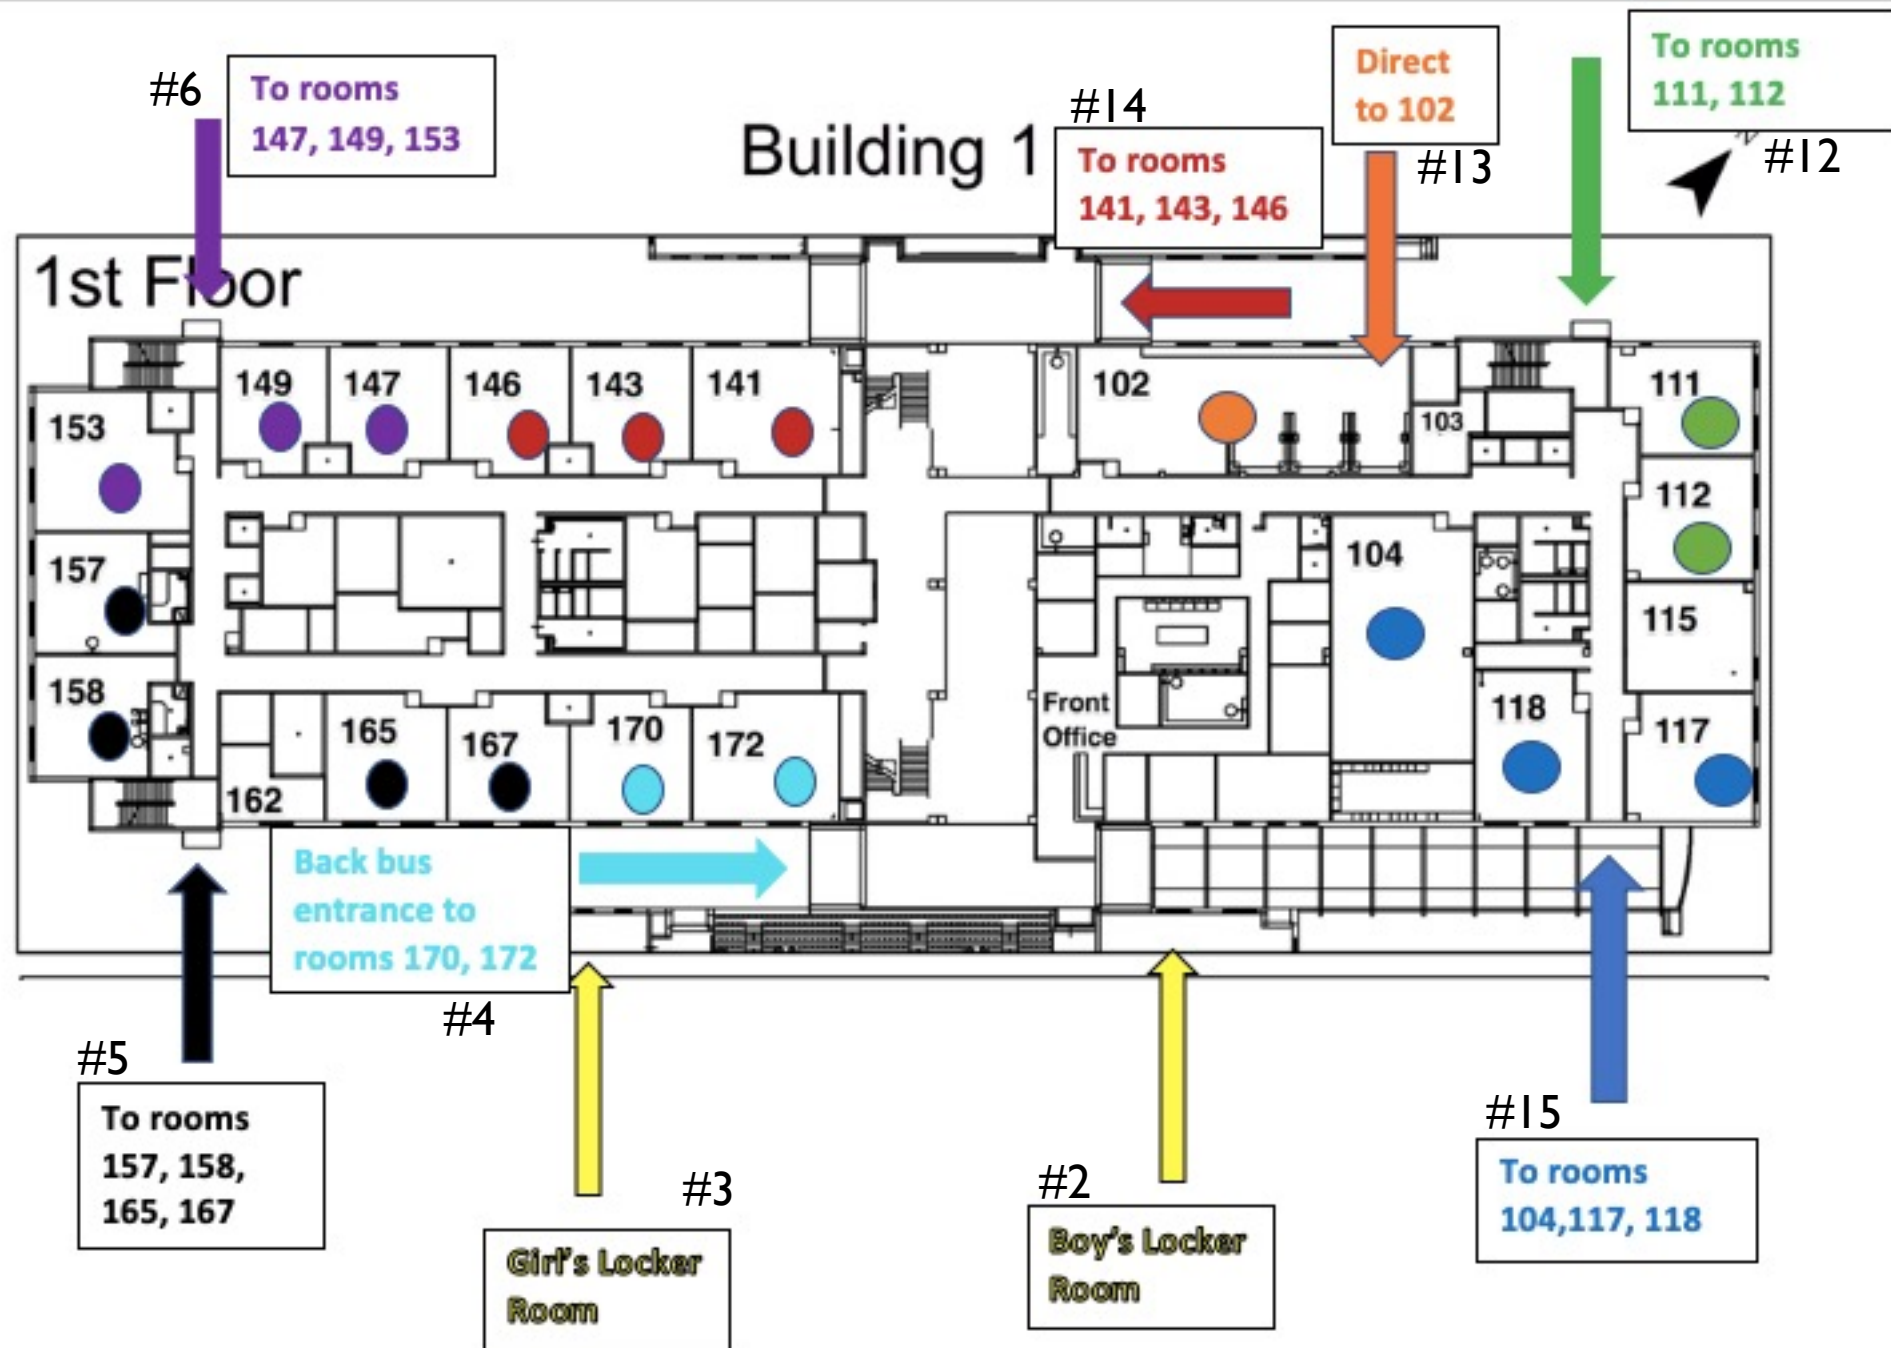 #6
To rooms
147, 149, 153
Building 1
#14
To rooms
141, 143, 146
Direct
to 102
#13
To rooms
111, 112
#12
1st Floor
149
147
146
143
141
102
103
111
153
112
157
104
115
158
165
167
170
172
162
Front
Office
118
117
Back bus
entrance to
rooms 170, 172
#4
#5
To rooms
157, 158,
165, 167
#3
Girl's Locker
Room
#2
Boy's Locker
Room
#15
To rooms
104,117, 118